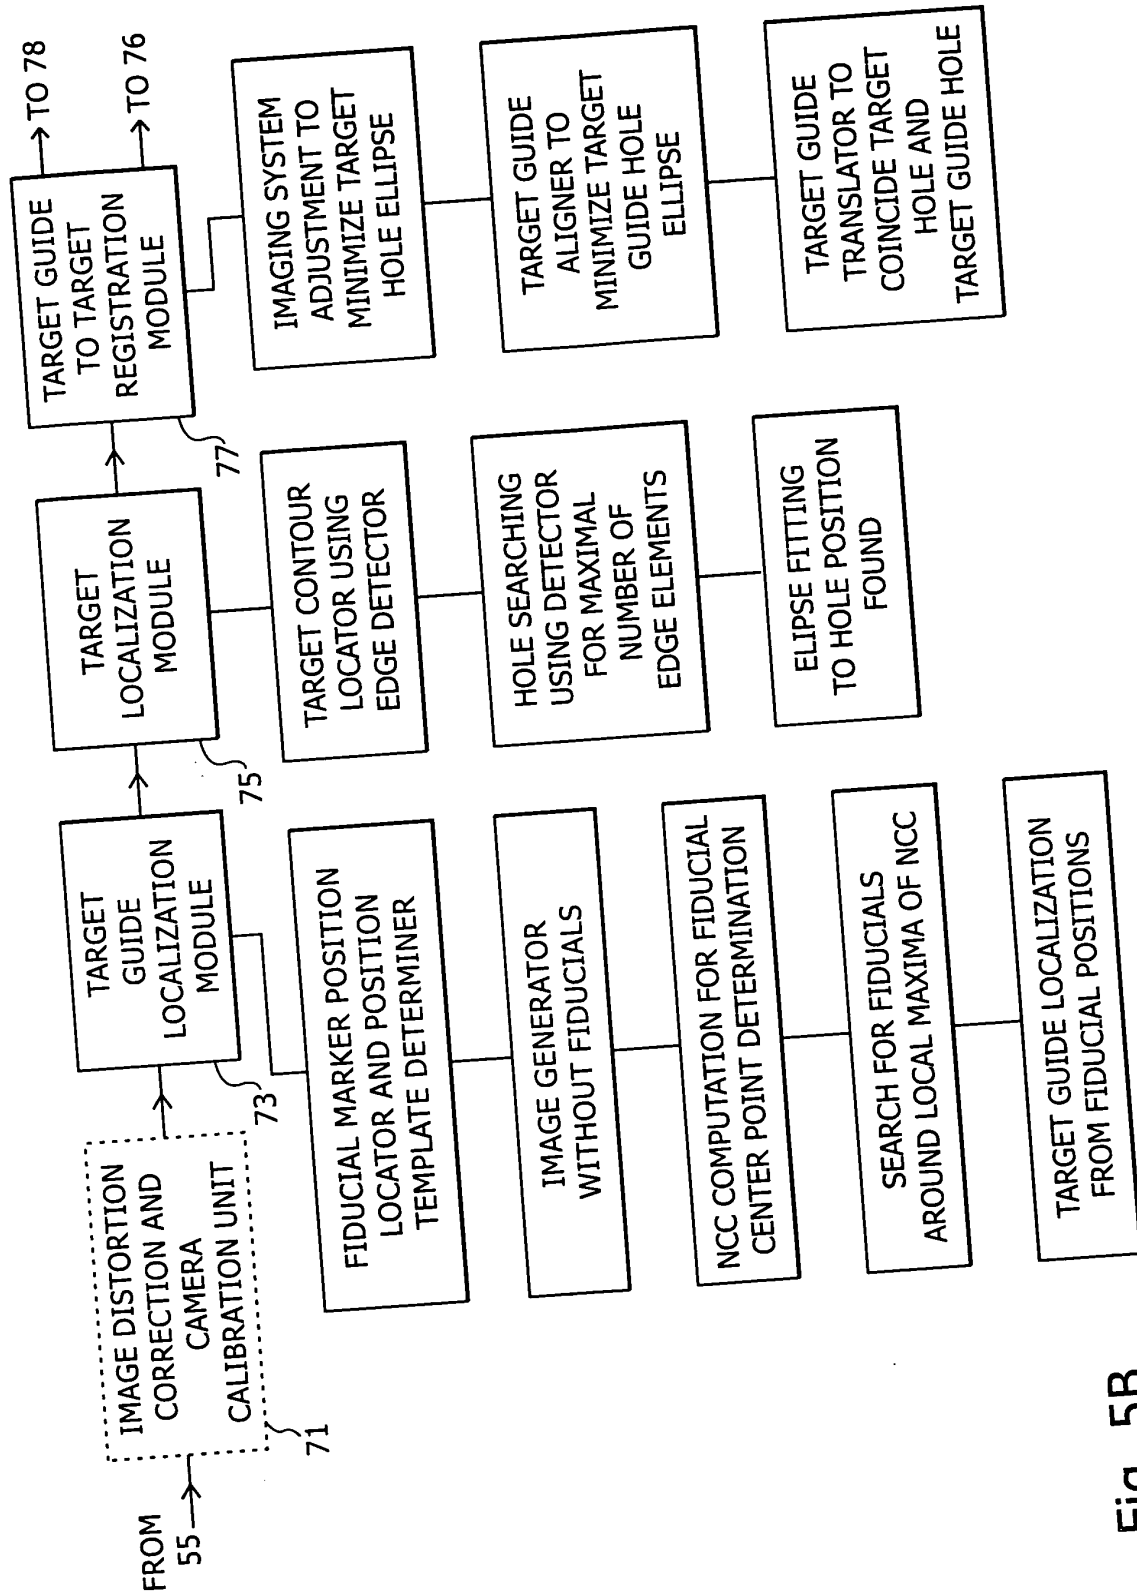 FROM
55
IMAGE DISTORTION
CORRECTION AND
CAMERA
CALIBRATION UNIT
71
TARGET
GUIDE
LOCALIZATION
MODULE
73
TARGET
LOCALIZATION
MODULE
75
TARGET GUIDE
TO TARGET
REGISTRATION
MODULE
77
TO 78
TO 76
FIDUCIAL MARKER POSITION
LOCATOR AND POSITION
TEMPLATE DETERMINER
IMAGE GENERATOR
WITHOUT FIDUCIALS
NCC COMPUTATION FOR FIDUCIAL
CENTER POINT DETERMINATION
SEARCH FOR FIDUCIALS
AROUND LOCAL MAXIMA OF NCC
TARGET GUIDE LOCALIZATION
FROM FIDUCIAL POSITIONS
TARGET CONTOUR
LOCATOR USING
EDGE DETECTOR
HOLE SEARCHING
USING DETECTOR
FOR MAXIMAL
NUMBER OF
EDGE ELEMENTS
ELIPSE FITTING
TO HOLE POSITION
FOUND
IMAGING SYSTEM
ADJUSTMENT TO
MINIMIZE TARGET
HOLE ELLIPSE
TARGET GUIDE
ALIGNER TO
MINIMIZE TARGET
GUIDE HOLE
ELLIPSE
TARGET GUIDE
TRANSLATOR TO
COINCIDE TARGET
HOLE AND
TARGET GUIDE HOLE
Fig. 5B